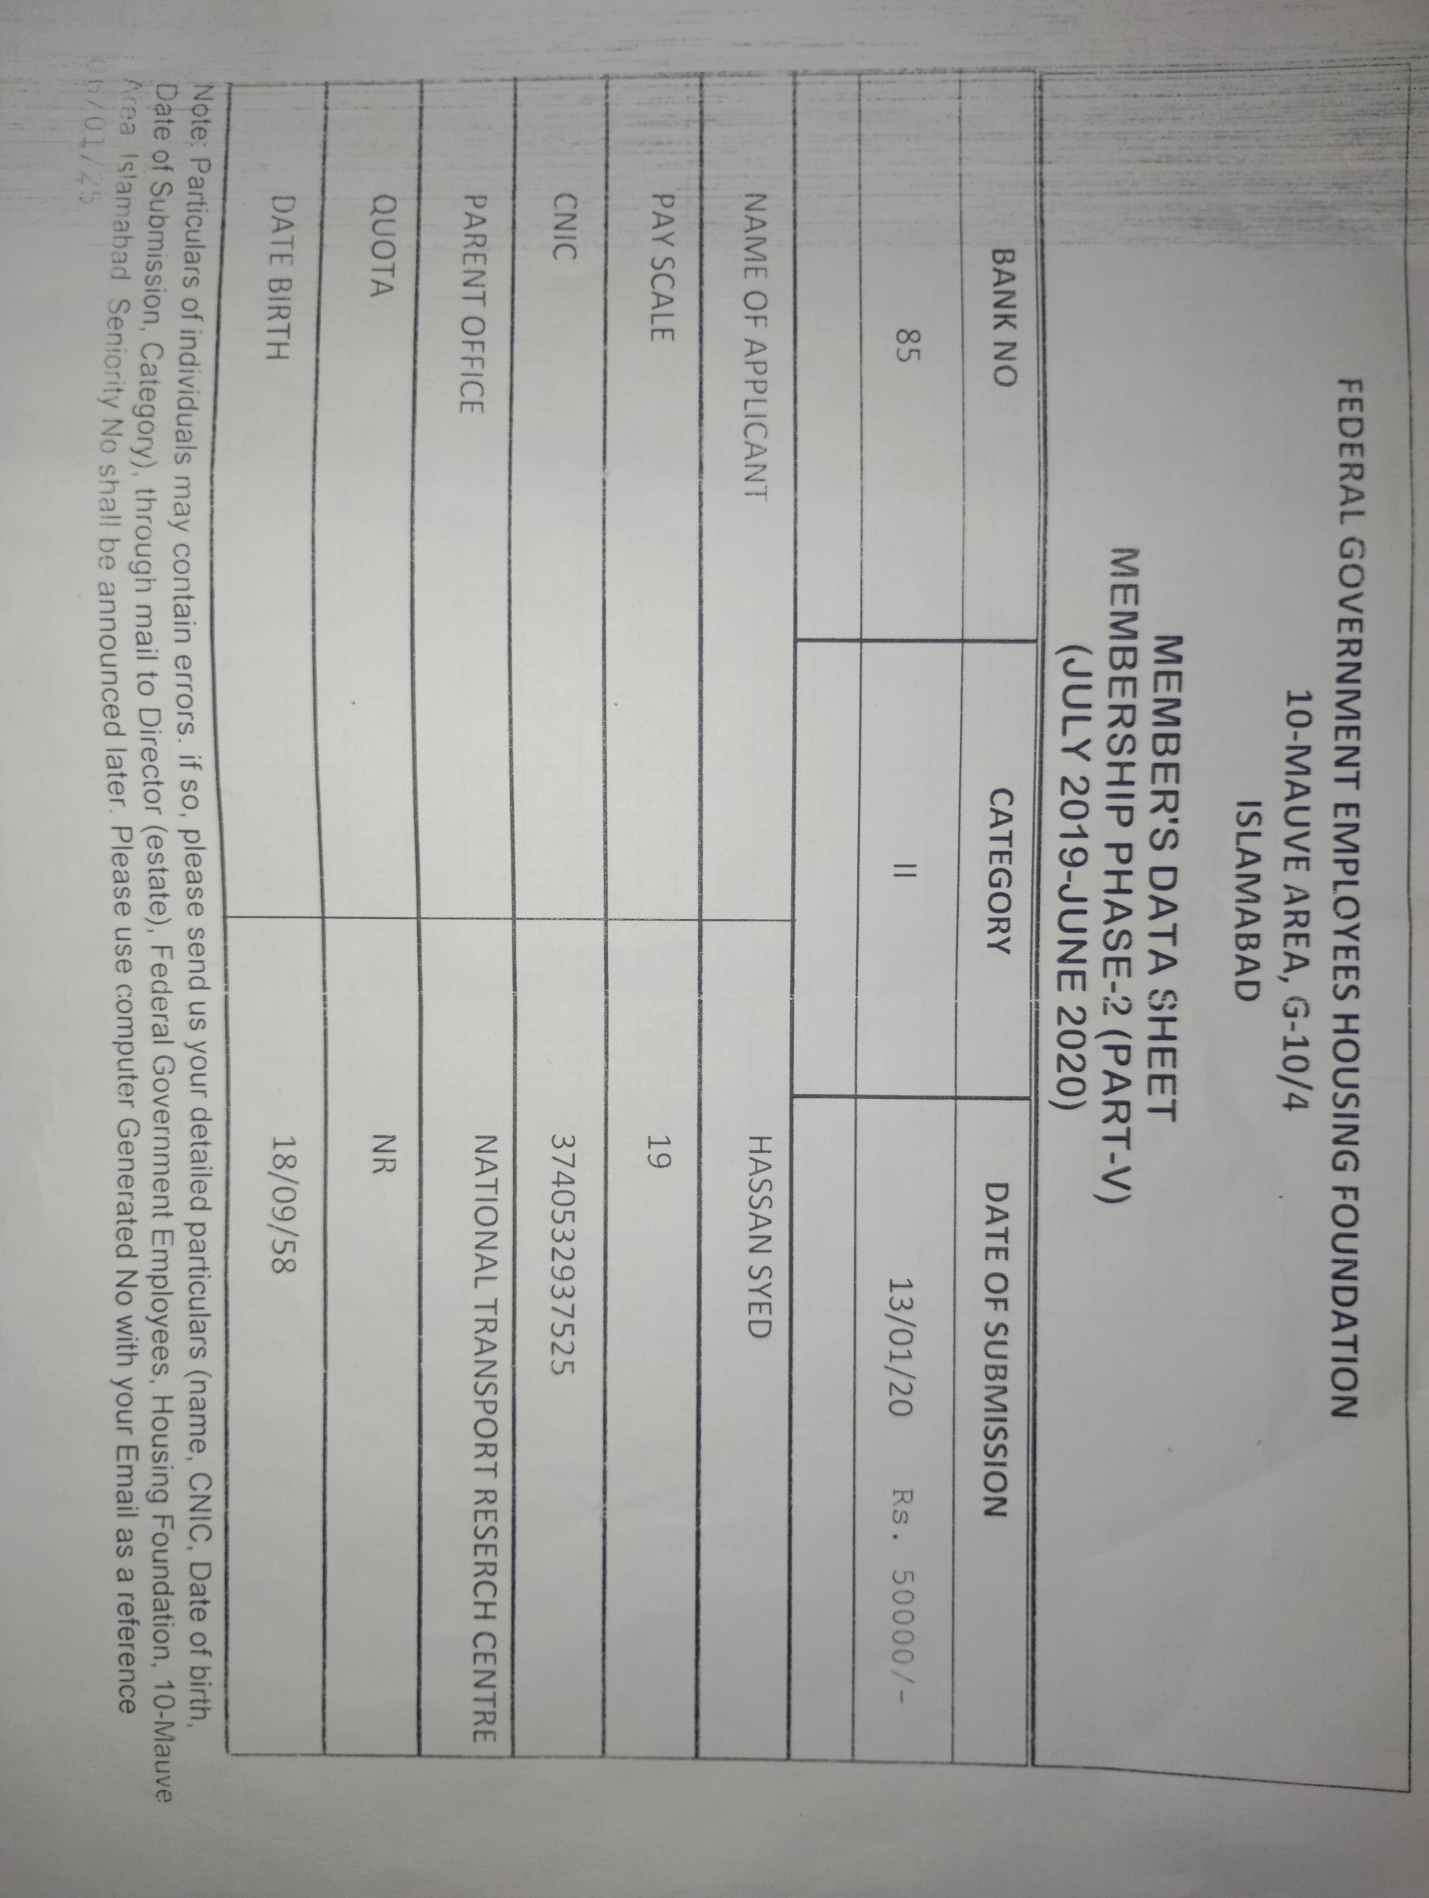 FEDERAL GOVERNMENT EMPLOYEES HOUSING FOUNDATION
10-MAUVE AREA, G-10/4
ISLAMABAD
MEMBER'S DATA SHEET
MEMBERSHIP PHASE-2 (PART-V)
(JULY 2019-JUNE 2020)
BANK NO CATEGORY DATE OF SUBMISSION
85 II 13/01/20 Rs. 50000/-
NAME OF APPLICANT HASSAN SYED
PAY SCALE 19
CNIC 3740532937525
PARENT OFFICE NATIONAL TRANSPORT RESERCH CENTRE
QUOTA NR
DATE BIRTH 18/09/58
Note: Particulars of individuals may contain errors. if so, please send us your detailed particulars (name, CNIC, Date of birth,
Date of Submission, Category), through mail to Director (estate), Federal Government Employees, Housing Foundation, 10-Mauve
Area Islamabad. Seniority No shall be announced later. Please use computer Generated No with your Email as a reference